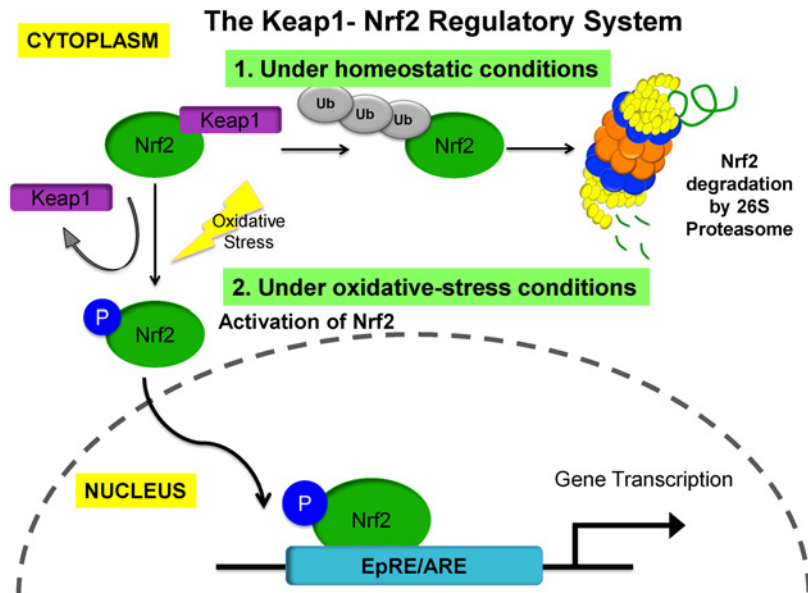 The Keap1- Nrf2 Regulatory System
CYTOPLASM
1. Under homeostatic conditions
Keap1
Nrf2
Ub
Ub
Ub
Nrf2
Nrf2
degradation
by 26S
Proteasome
Keap1
Oxidative
Stress
2. Under oxidative-stress conditions
Activation of Nrf2
P
Nrf2
NUCLEUS
Gene Transcription
P
Nrf2
EpRE/ARE